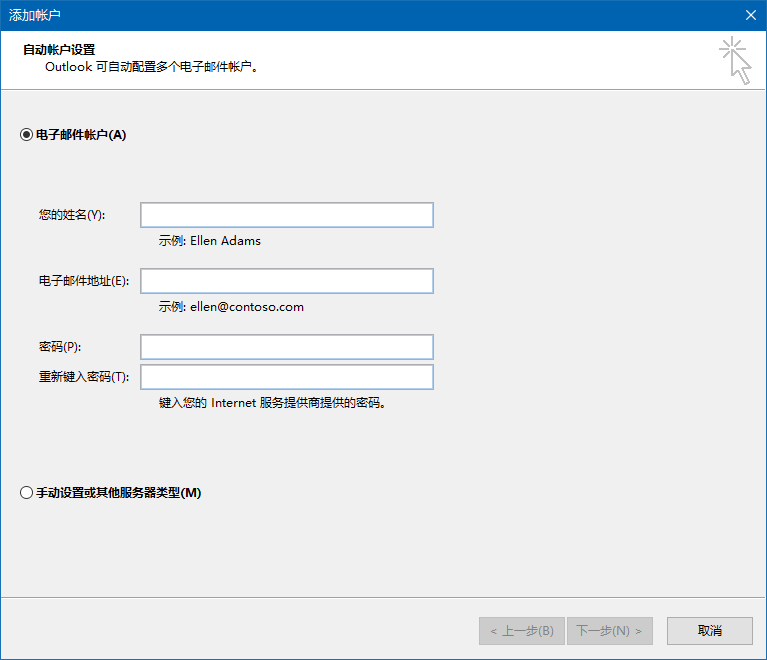 添加帐户
自动帐户设置
Outlook 可自动配置多个电子邮件帐户。
电子邮件帐户(A)
您的姓名(Y):
示例: Ellen Adams
电子邮件地址(E):
示例: ellen@contoso.com
密码(P):
重新键入密码(T):
键入您的 Internet 服务提供商提供的密码。
手动设置或其他服务器类型(M)
< 上一步(B) 下一步(N) > 取消